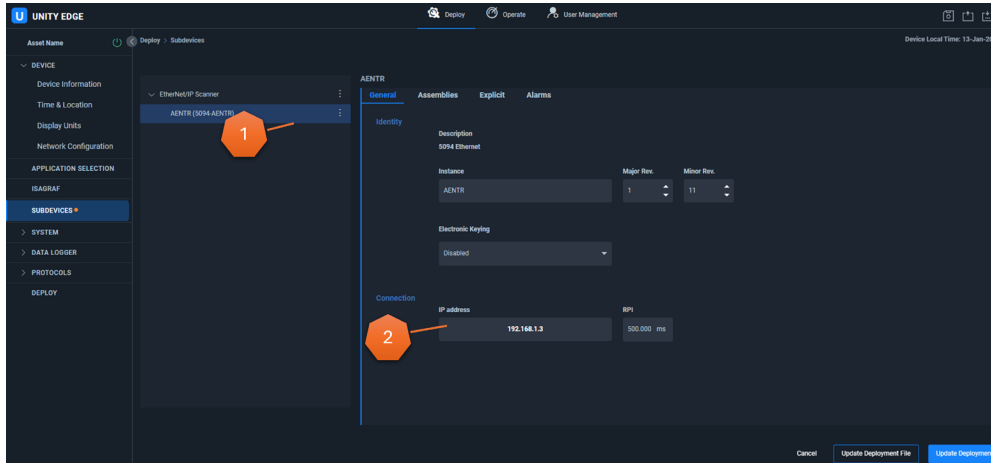 U UNITY EDGE
Deploy
Operate
User Management
Asset Name
Deploy > Subdevices
Device Local Time: 13-Jan-20
DEVICE
Device Information
Time & Location
Display Units
Network Configuration
APPLICATION SELECTION
ISAGRAF
SUBDEVICES
SYSTEM
DATA LOGGER
PROTOCOLS
DEPLOY
EtherNet/IP Scanner
AENTR (5094-AENTR)
1
AENTR
General Assemblies Explicit Alarms
Identity
Description
5094 Ethernet
Instance Major Rev. Minor Rev.
AENTR 1 11
Electronic Keying
Disabled
Connection
IP address RPI
192.168.1.3 500.000 ms
2
Cancel Update Deployment File Update Deploymen